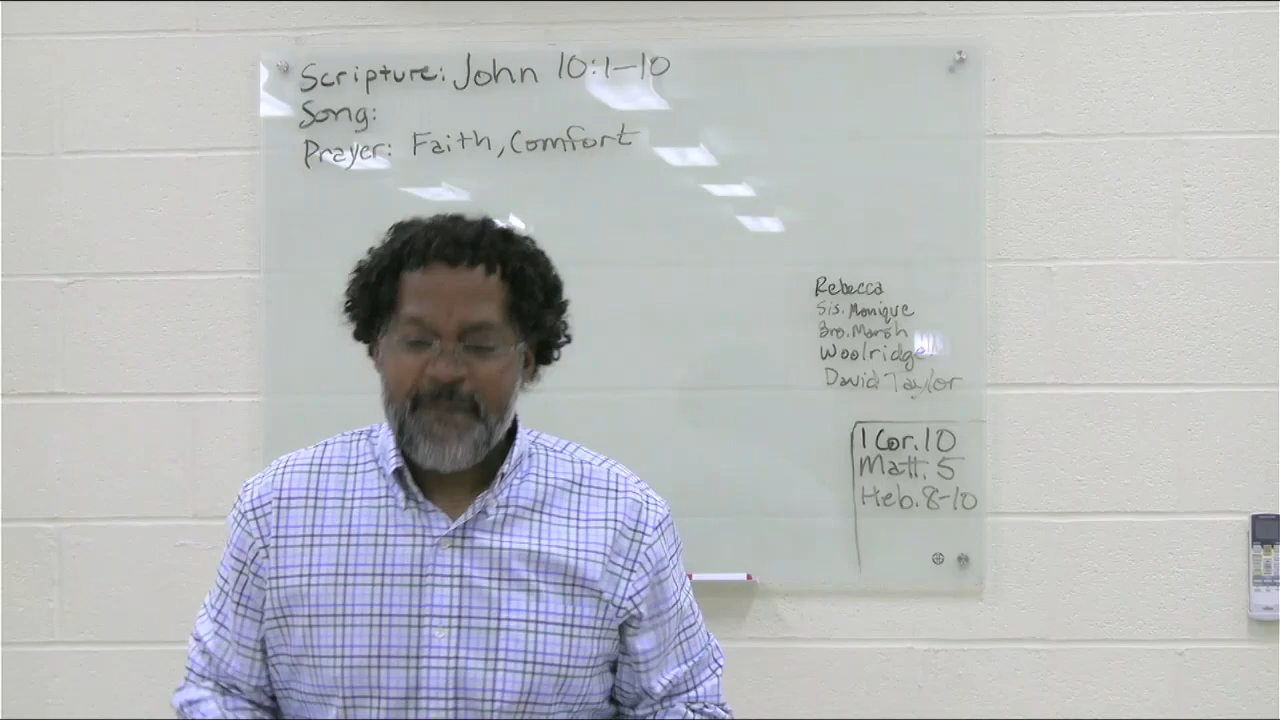 Scripture: John 10:1-10
Song:
Prayer: Faith, Comfort
Rebecca
Sis. Monique
Bro. Marsh
Woolridge
David Taylor
1 Cor. 10
Matt. 5
Heb. 8-10